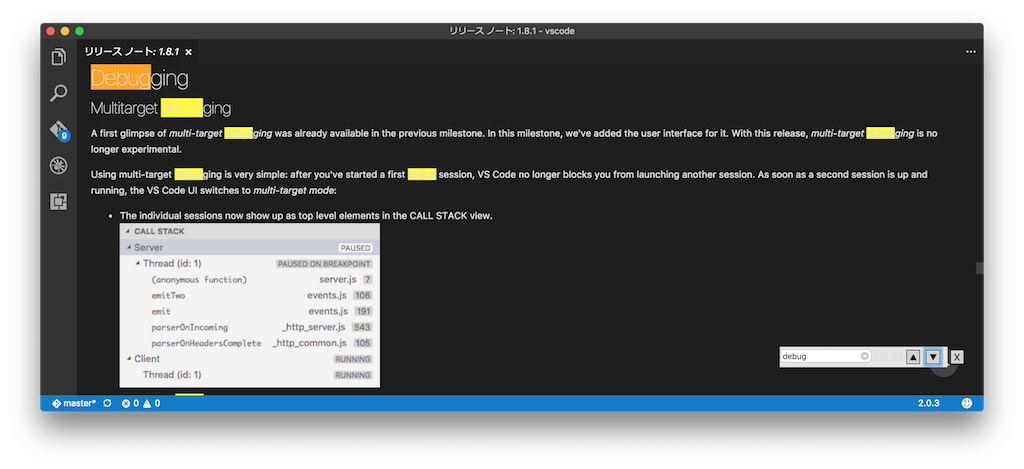 リリース ノート: 1.8.1 - vscode
リリース ノート: 1.8.1 ×
Debugging
Multitarget debugging
A first glimpse of multi-target debugging was already available in the previous milestone. In this milestone, we've added the user interface for it. With this release, multi-target debugging is no
longer experimental.
Using multi-target debugging is very simple: after you've started a first debug session, VS Code no longer blocks you from launching another session. As soon as a second session is up and
running, the VS Code UI switches to multi-target mode:
• The individual sessions now show up as top level elements in the CALL STACK view.
CALL STACK
Server PAUSED
Thread (id: 1) PAUSED ON BREAKPOINT
(anonymous function) server.js 7
emitTwo events.js 106
emit events.js 191
parserOnIncoming _http_server.js 543
parserOnHeadersComplete _http_common.js 105
Client RUNNING
Thread (id: 1) RUNNING
debug ▲ ▼ X
9
master* 0 0 2.0.3